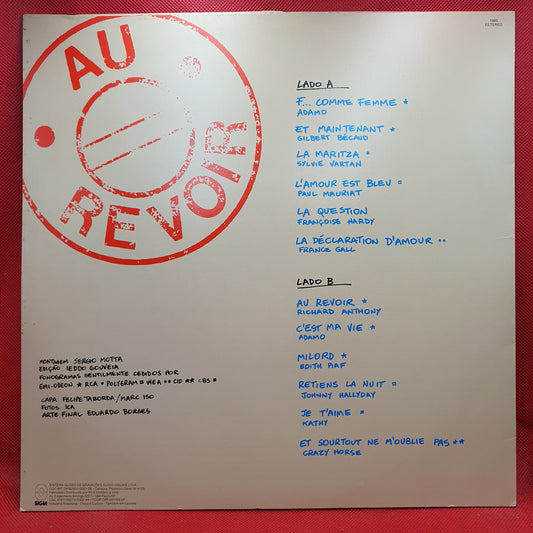 AU
REVOIR
1985
ESTÉREO
LADO A
F... COMME FEMME *
ADAMO
ET MAINTENANT *
GILBERT BÉCAUD
LA MARITZA *
SYLVIE VARTAN
L'AMOUR EST BLEU ¤
PAUL MAURIAT
LA QUESTION
FRANÇOISE HARDY
LA DÉCLARATION D'AMOUR **
FRANCE GALL
LADO B
AU REVOIR *
RICHARD ANTHONY
C'EST MA VIE *
ADAMO
MILORD *
EDITH PIAF
RETIENS LA NUIT ¤
JOHNNY HALLYDAY
JE T'AIME ¤
KATHY
ET SOURTOUT NE M'OUBLIE PAS **
CRAZY HORSE
MONTAGEM SERGIO MOTTA
EDIÇÃO IEDDO GOUVEIA
FONOGRAMAS GENTILMENTE CEDIDOS POR
EMI-ODEON * RCA * POLYGRAM ¤ WEA ** CID ** CBS *
CAPA FELIPE TABORDA/MARC ISO
FOTOS IKA
ARTE FINAL EDUARDO BORGES
SIGLA